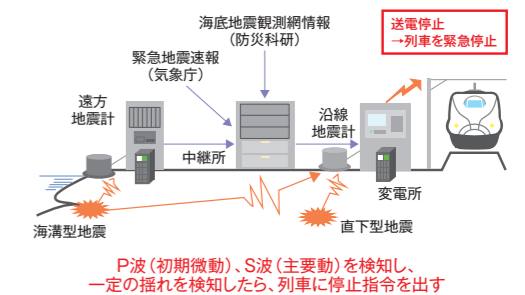 海底地震観測網情報
（防災科研）
送電停止
→列車を緊急停止
緊急地震速報
（気象庁）
遠方
地震計
沿線
地震計
中継所
変電所
海溝型地震
直下型地震
P波（初期微動）、S波（主要動）を検知し、
一定の揺れを検知したら、列車に停止指令を出す